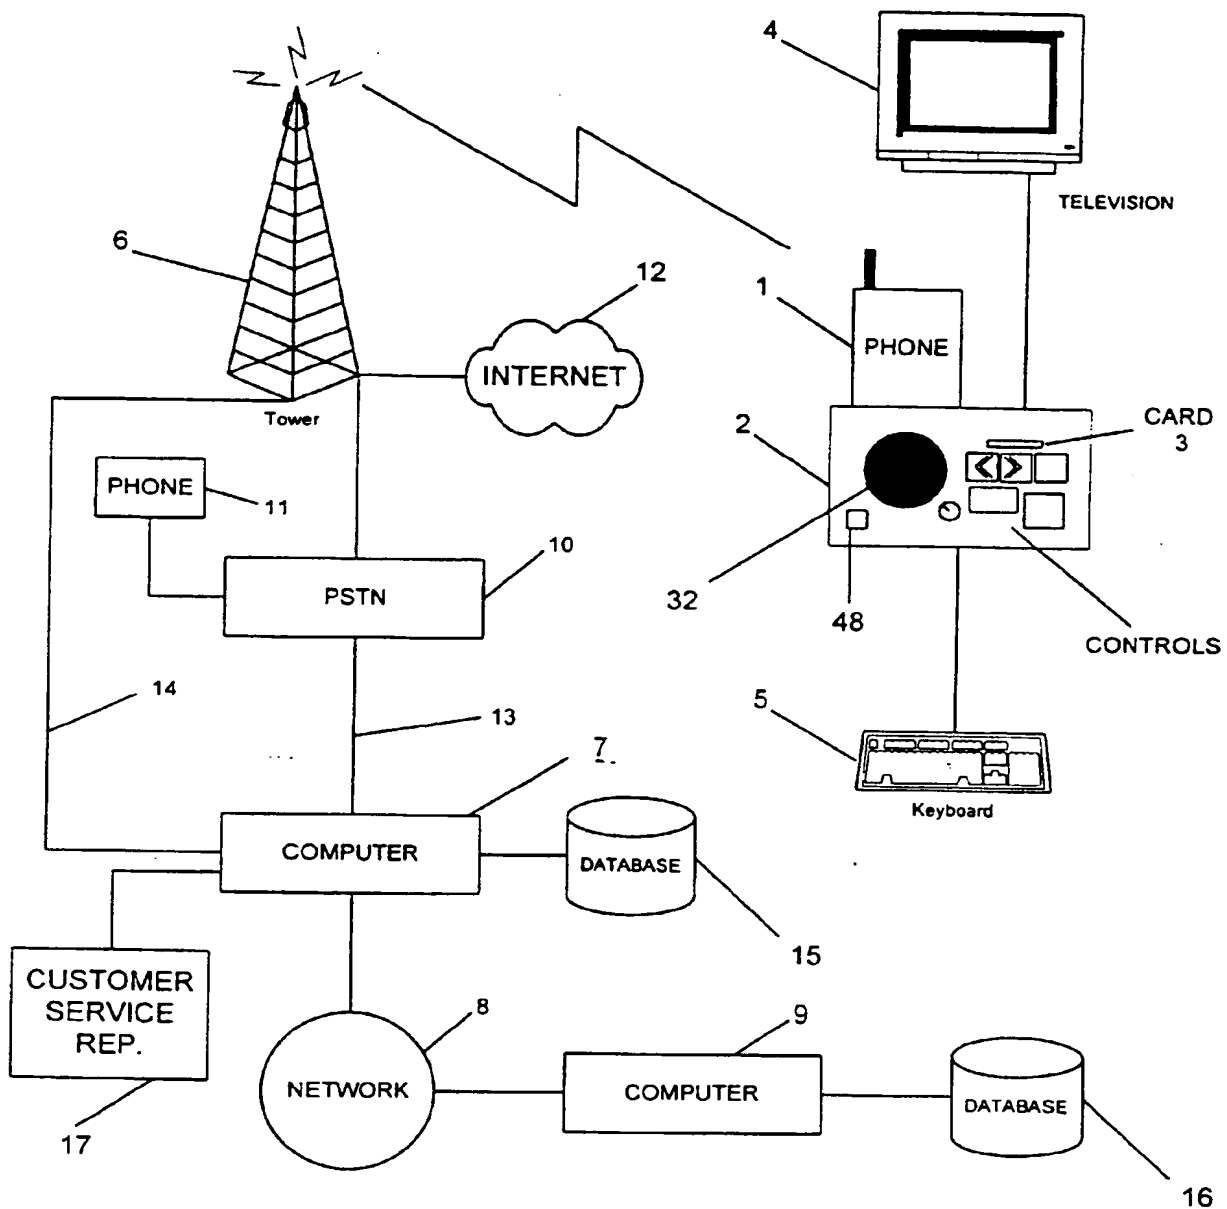 4
TELEVISION
6
12
1
PHONE
INTERNET
Tower
2
CARD
3
PHONE
11
10
PSTN
32
48
CONTROLS
14
13
5
7
Keyboard
COMPUTER
DATABASE
15
CUSTOMER
SERVICE
REP.
8
9
NETWORK
COMPUTER
DATABASE
17
16